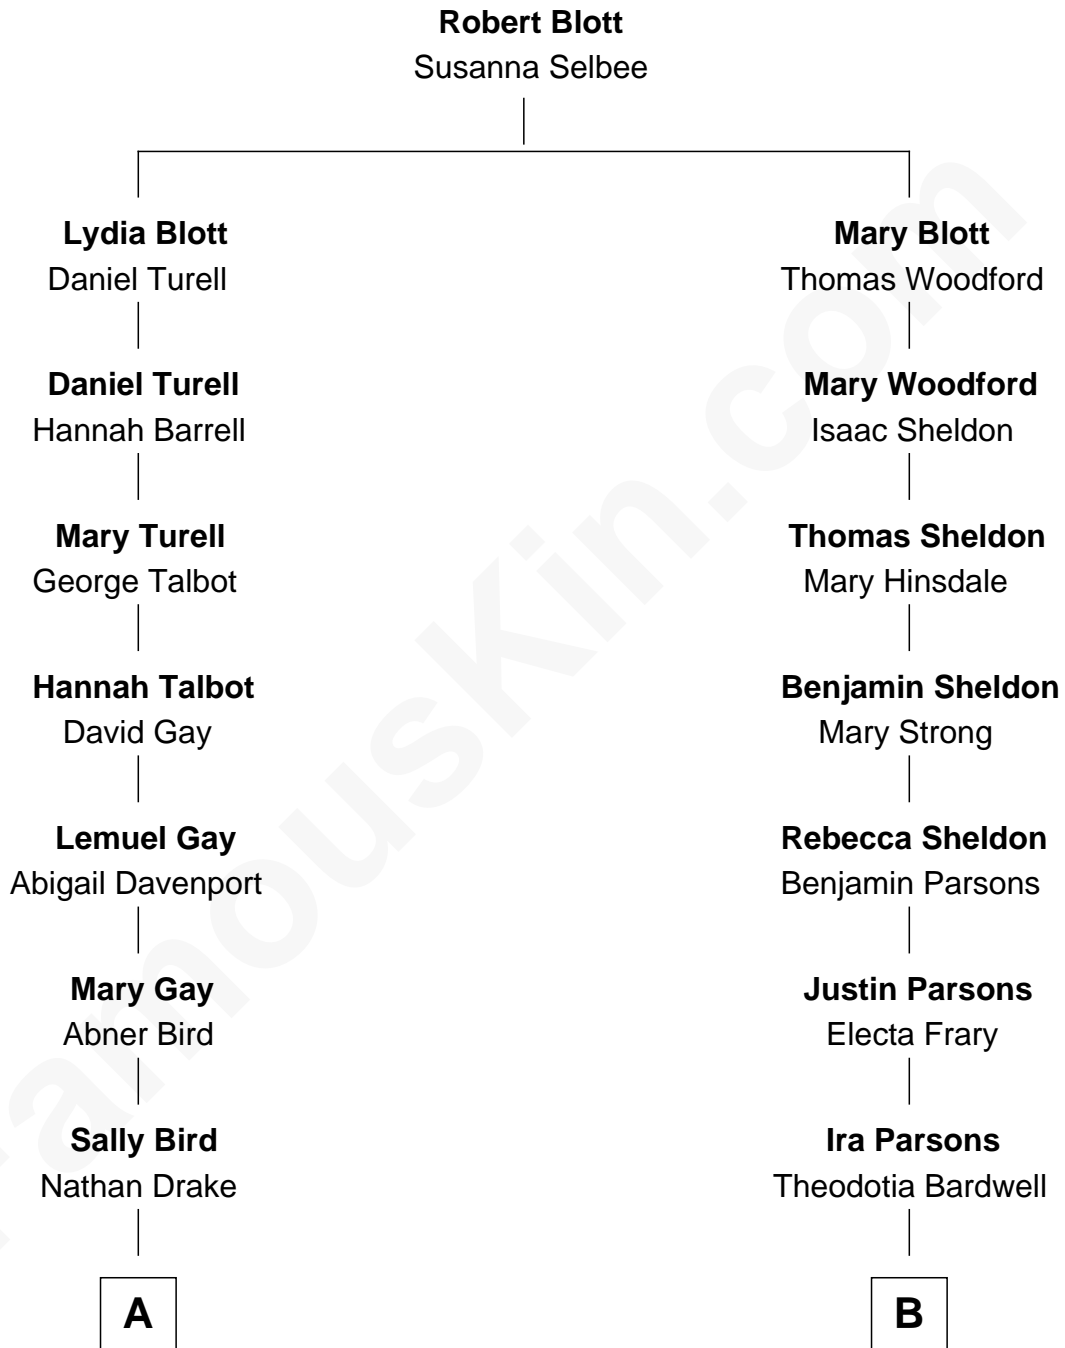 Robert Blott
Susanna Selbee
Lydia Blott
Daniel Turell
Mary Blott
Thomas Woodford
Daniel Turell
Hannah Barrell
Mary Woodford
Isaac Sheldon
Mary Turell
George Talbot
Thomas Sheldon
Mary Hinsdale
Hannah Talbot
David Gay
Benjamin Sheldon
Mary Strong
Lemuel Gay
Abigail Davenport
Rebecca Sheldon
Benjamin Parsons
Mary Gay
Abner Bird
Justin Parsons
Electa Frary
Sally Bird
Nathan Drake
Ira Parsons
Theodotia Bardwell
A
B
FamousKin.com